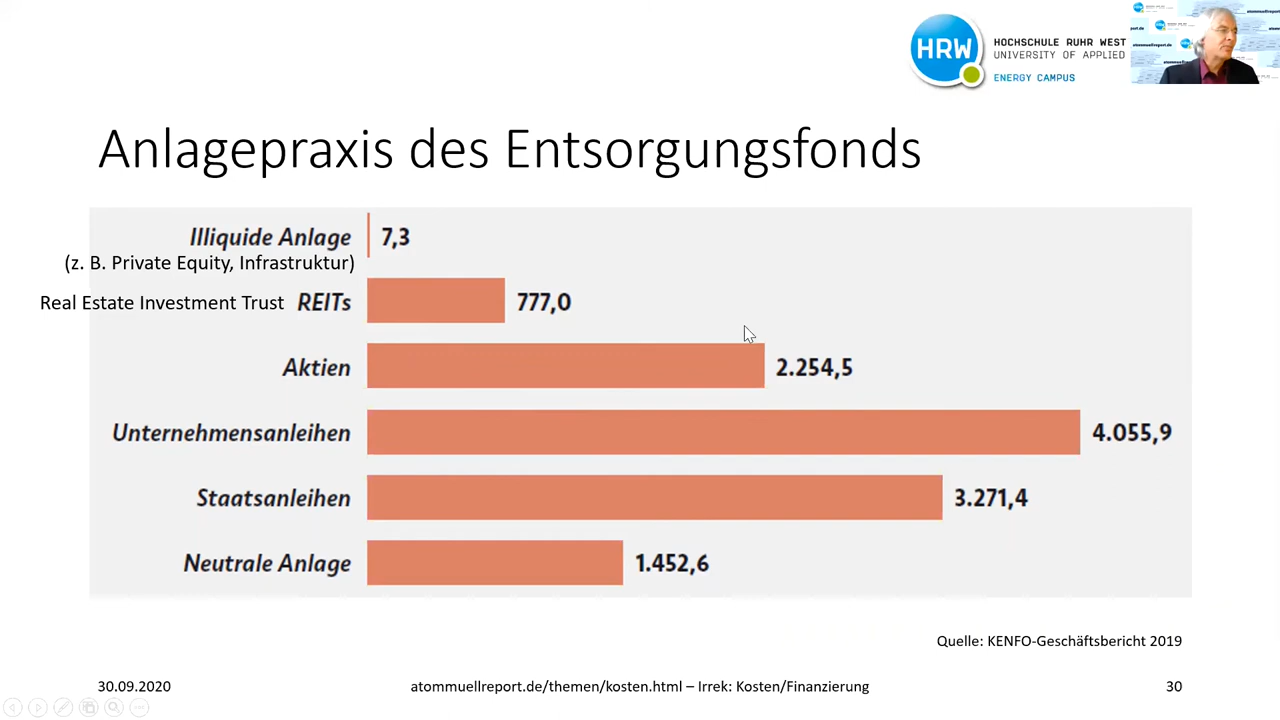 HRW
HOCHSCHULE RUHR WEST
UNIVERSITY OF APPLIED
ENERGY CAMPUS
Anlagepraxis des Entsorgungsfonds
Illiquide Anlage 7,3
(z. B. Private Equity, Infrastruktur)
Real Estate Investment Trust REITs 777,0
Aktien 2.254,5
Unternehmensanleihen 4.055,9
Staatsanleihen 3.271,4
Neutrale Anlage 1.452,6
Quelle: KENFO-Geschäftsbericht 2019
30.09.2020 atommuellreport.de/themen/kosten.html – Irrek: Kosten/Finanzierung 30